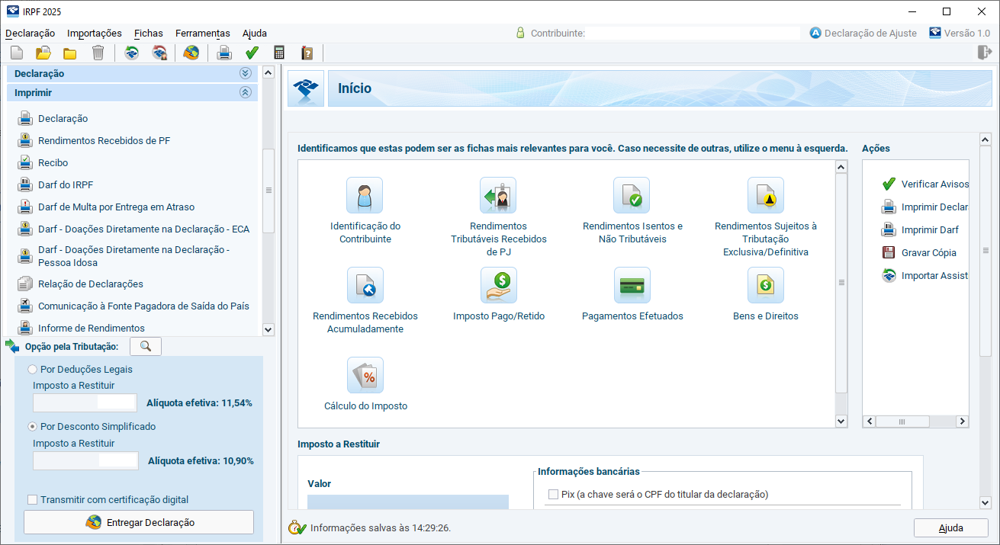 IRPF 2025
Declaração Importações Fichas Ferramentas Ajuda
Contribuinte:
Declaração de Ajuste
Versão 1.0
Declaração
Imprimir
Declaração
Rendimentos Recebidos de PF
Recibo
Darf do IRPF
Darf de Multa por Entrega em Atraso
Darf - Doações Diretamente na Declaração - ECA
Darf - Doações Diretamente na Declaração -
Pessoa Idosa
Relação de Declarações
Comunicação à Fonte Pagadora de Saída do País
Informe de Rendimentos
Opção pela Tributação:
Por Deduções Legais
Imposto a Restituir
Alíquota efetiva: 11,54%
Por Desconto Simplificado
Imposto a Restituir
Alíquota efetiva: 10,90%
Transmitir com certificação digital
Entregar Declaração
Início
Identificamos que estas podem ser as fichas mais relevantes para você. Caso necessite de outras, utilize o menu à esquerda.
Identificação do
Contribuinte
Rendimentos
Tributáveis Recebidos
de PJ
Rendimentos Isentos e
Não Tributáveis
Rendimentos Sujeitos à
Tributação
Exclusiva/Definitiva
Rendimentos Recebidos
Acumuladamente
Imposto Pago/Retido
Pagamentos Efetuados
Bens e Direitos
Cálculo do Imposto
Ações
Verificar Avisos
Imprimir Declar
Imprimir Darf
Gravar Cópia
Importar Assist
Imposto a Restituir
Valor
Informações bancárias
Pix (a chave será o CPF do titular da declaração)
Informações salvas às 14:29:26.
Ajuda